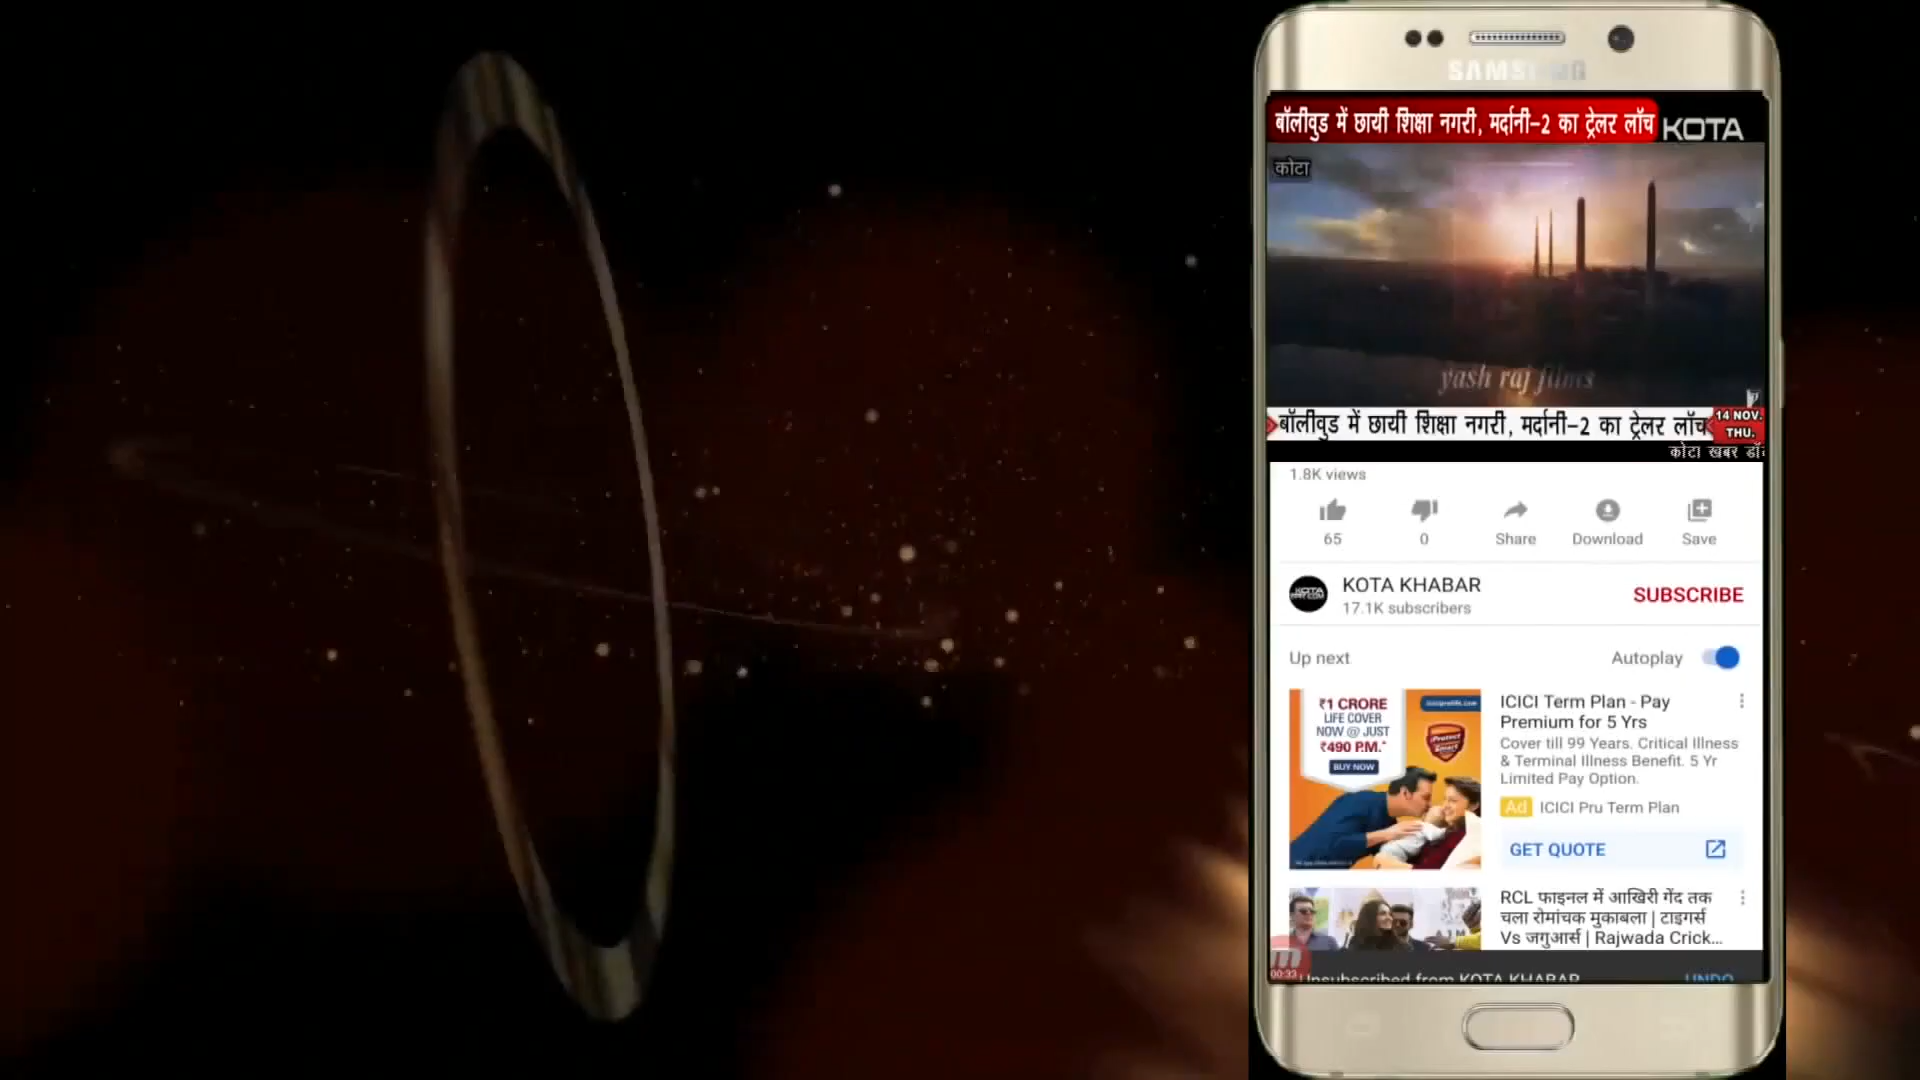 SAMSUNG
बॉलीवुड में छायी शिक्षा नगरी, मर्दानी-2 का ट्रेलर लॉच
KOTA
कोटा
yash raj films
बॉलीवुड में छायी शिक्षा नगरी, मर्दानी-2 का ट्रेलर लॉच
14 NOV.
THU.
कोटा खबर डॉट
1.8K views
65
0
Share
Download
Save
KOTA KHABAR
17.1K subscribers
SUBSCRIBE
Up next
Autoplay
₹1 CRORE
LIFE COVER
NOW @ JUST
₹490 P.M.*
BUY NOW
iProtect
Smart
ICICI Term Plan - Pay
Premium for 5 Yrs
Cover till 99 Years. Critical Illness
& Terminal Illness Benefit. 5 Yr
Limited Pay Option.
Ad ICICI Pru Term Plan
GET QUOTE
RCL फाइनल में आखिरी गेंद तक
चला रोमांचक मुकाबला | टाइगर्स
Vs जगुआर्स | Rajwada Crick...
00:33
Unsubscribed from KOTA KHABAR
UNDO